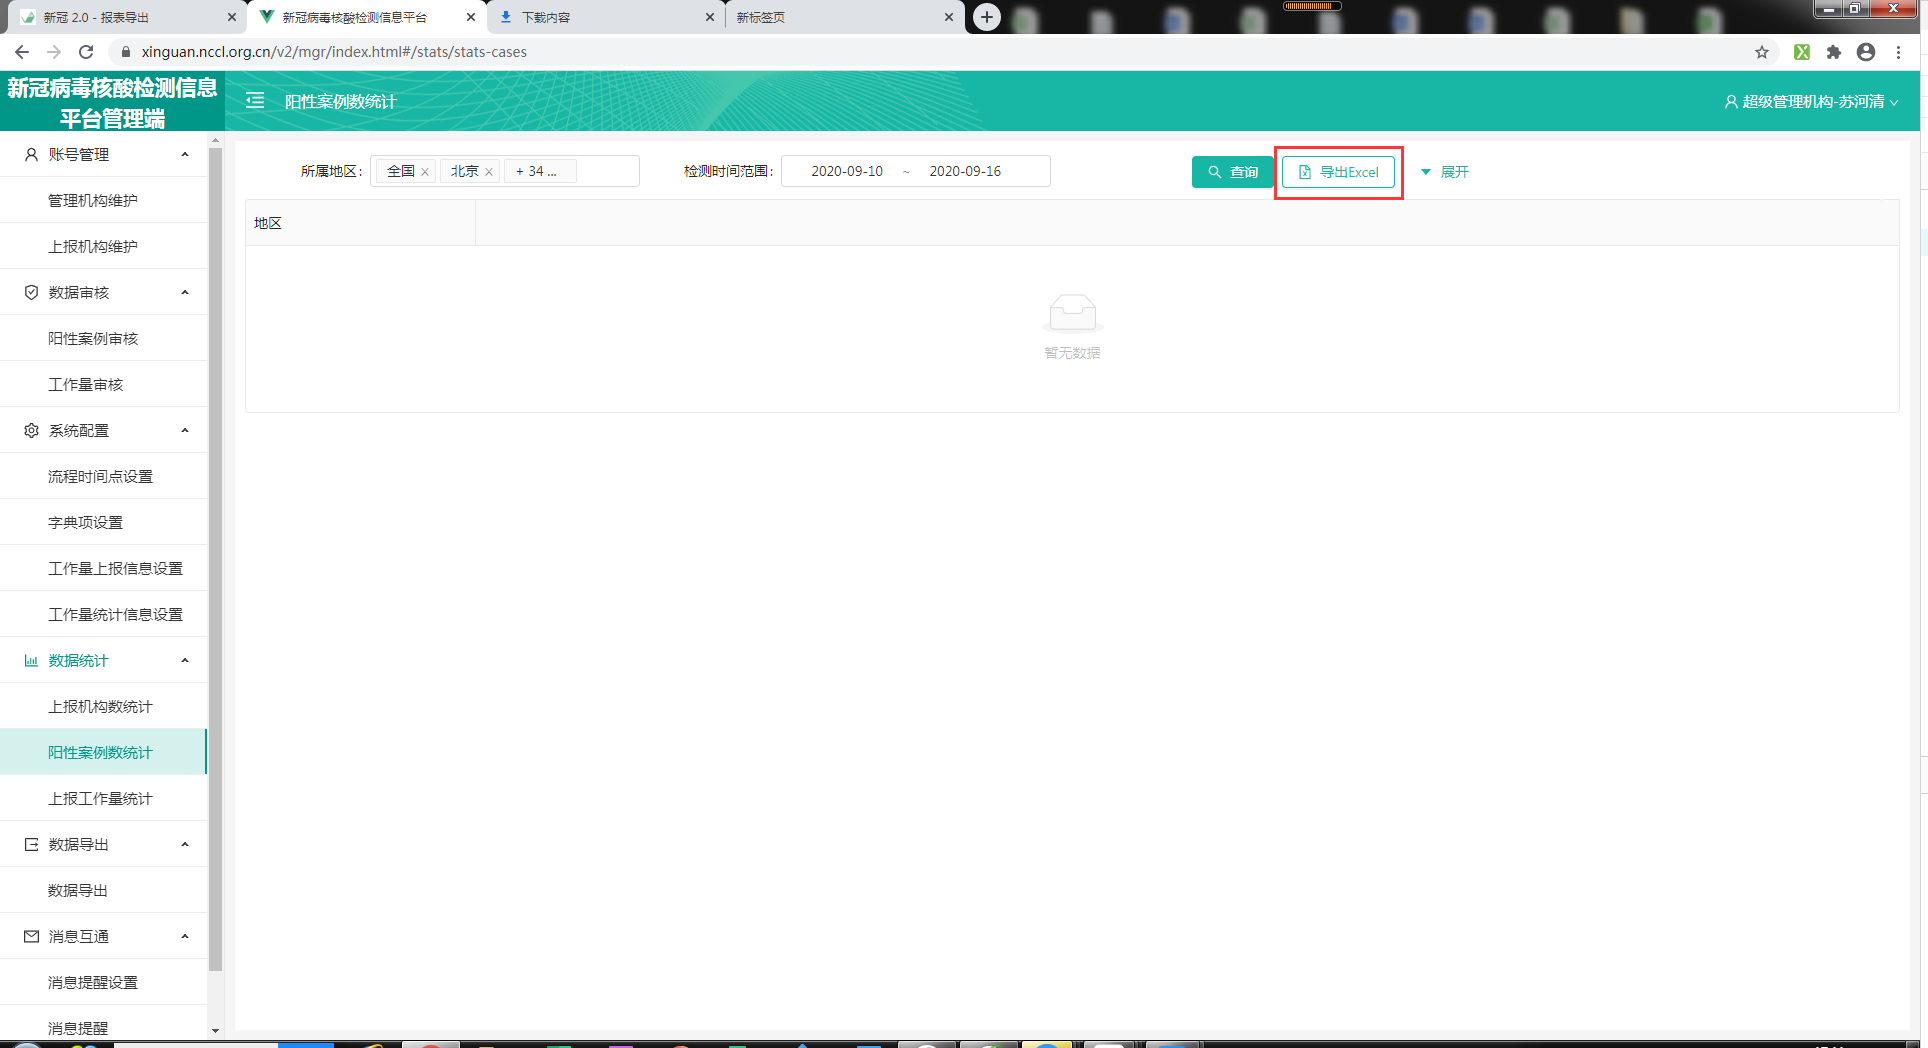 新冠 2.0 - 报表导出
新冠病毒核酸检测信息平台
下载内容
新标签页
xinguan.nccl.org.cn/v2/mgr/index.html#/stats/stats-cases
新冠病毒核酸检测信息
平台管理端
阳性案例数统计
超级管理机构-苏河清
账号管理
管理机构维护
上报机构维护
数据审核
阳性案例审核
工作量审核
系统配置
流程时间点设置
字典项设置
工作量上报信息设置
工作量统计信息设置
数据统计
上报机构数统计
阳性案例数统计
上报工作量统计
数据导出
数据导出
消息互通
消息提醒设置
消息提醒
所属地区： 全国 北京 + 34 ... 检测时间范围： 2020-09-10 ~ 2020-09-16 查询 导出Excel 展开
地区
暂无数据